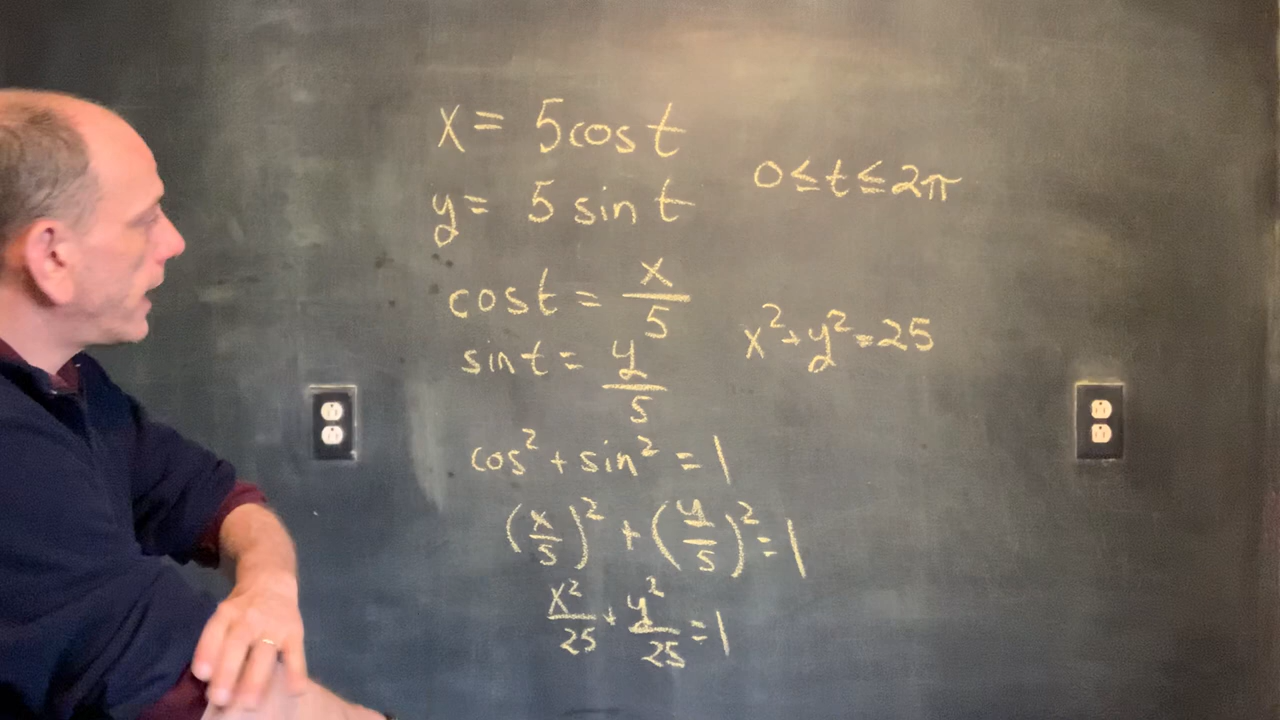 x = 5cos t
y = 5 sin t
0 ≤ t ≤ 2π
cos t = x/5
sin t = y/5
x² + y² = 25
cos² + sin² = 1
(x/5)² + (y/5)² = 1
x²/25 + y²/25 = 1